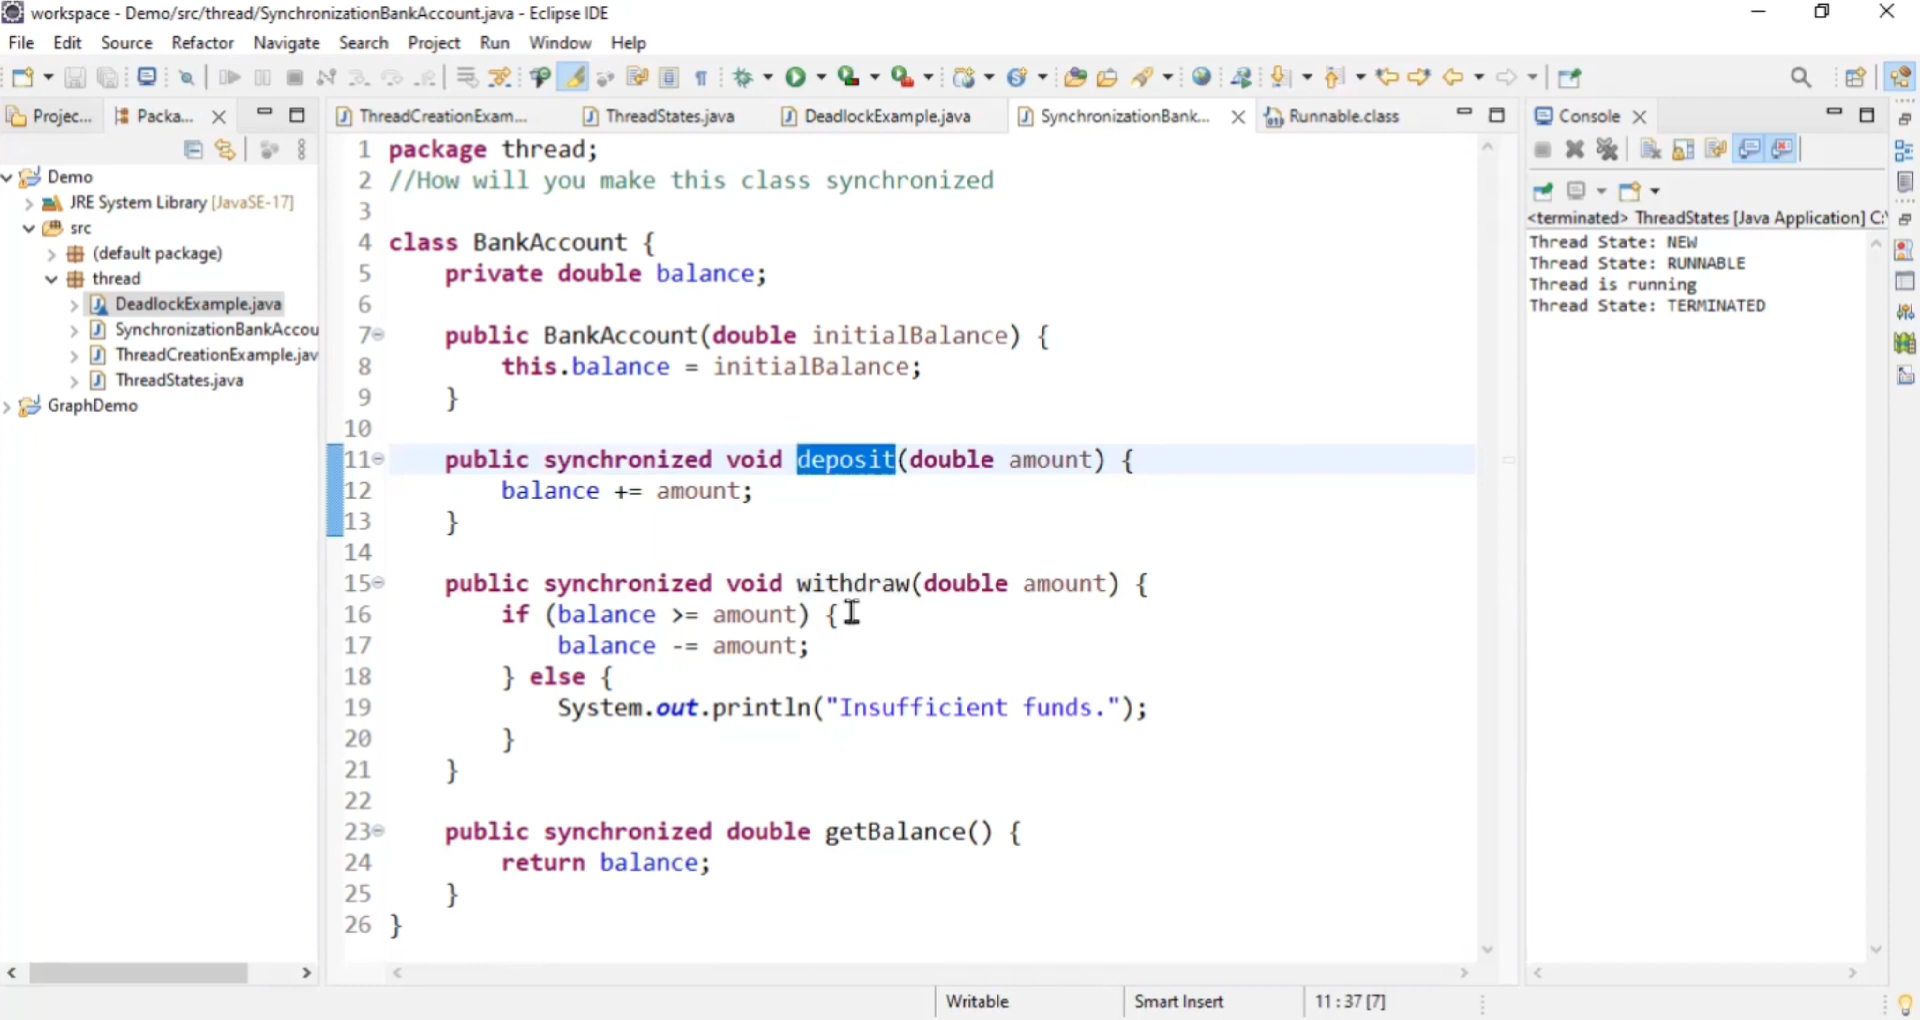 workspace - Demo/src/thread/SynchronizationBankAccount.java - Eclipse IDE
File Edit Source Refactor Navigate Search Project Run Window Help
Projec... Packa...
ThreadCreationExam... ThreadStates.java DeadlockExample.java SynchronizationBank... Runnable.class
Console
Demo
JRE System Library [JavaSE-17]
src
(default package)
thread
DeadlockExample.java
SynchronizationBankAccou
ThreadCreationExample.jav
ThreadStates.java
GraphDemo
1 package thread;
2 //How will you make this class synchronized
3
4 class BankAccount {
5 private double balance;
6
7 public BankAccount(double initialBalance) {
8 this.balance = initialBalance;
9 }
10
11 public synchronized void deposit(double amount) {
12 balance += amount;
13 }
14
15 public synchronized void withdraw(double amount) {
16 if (balance >= amount) {
17 balance -= amount;
18 } else {
19 System.out.println("Insufficient funds.");
20 }
21 }
22
23 public synchronized double getBalance() {
24 return balance;
25 }
26 }
<terminated> ThreadStates [Java Application] C:\
Thread State: NEW
Thread State: RUNNABLE
Thread is running
Thread State: TERMINATED
Writable Smart Insert 11 : 37 [7]